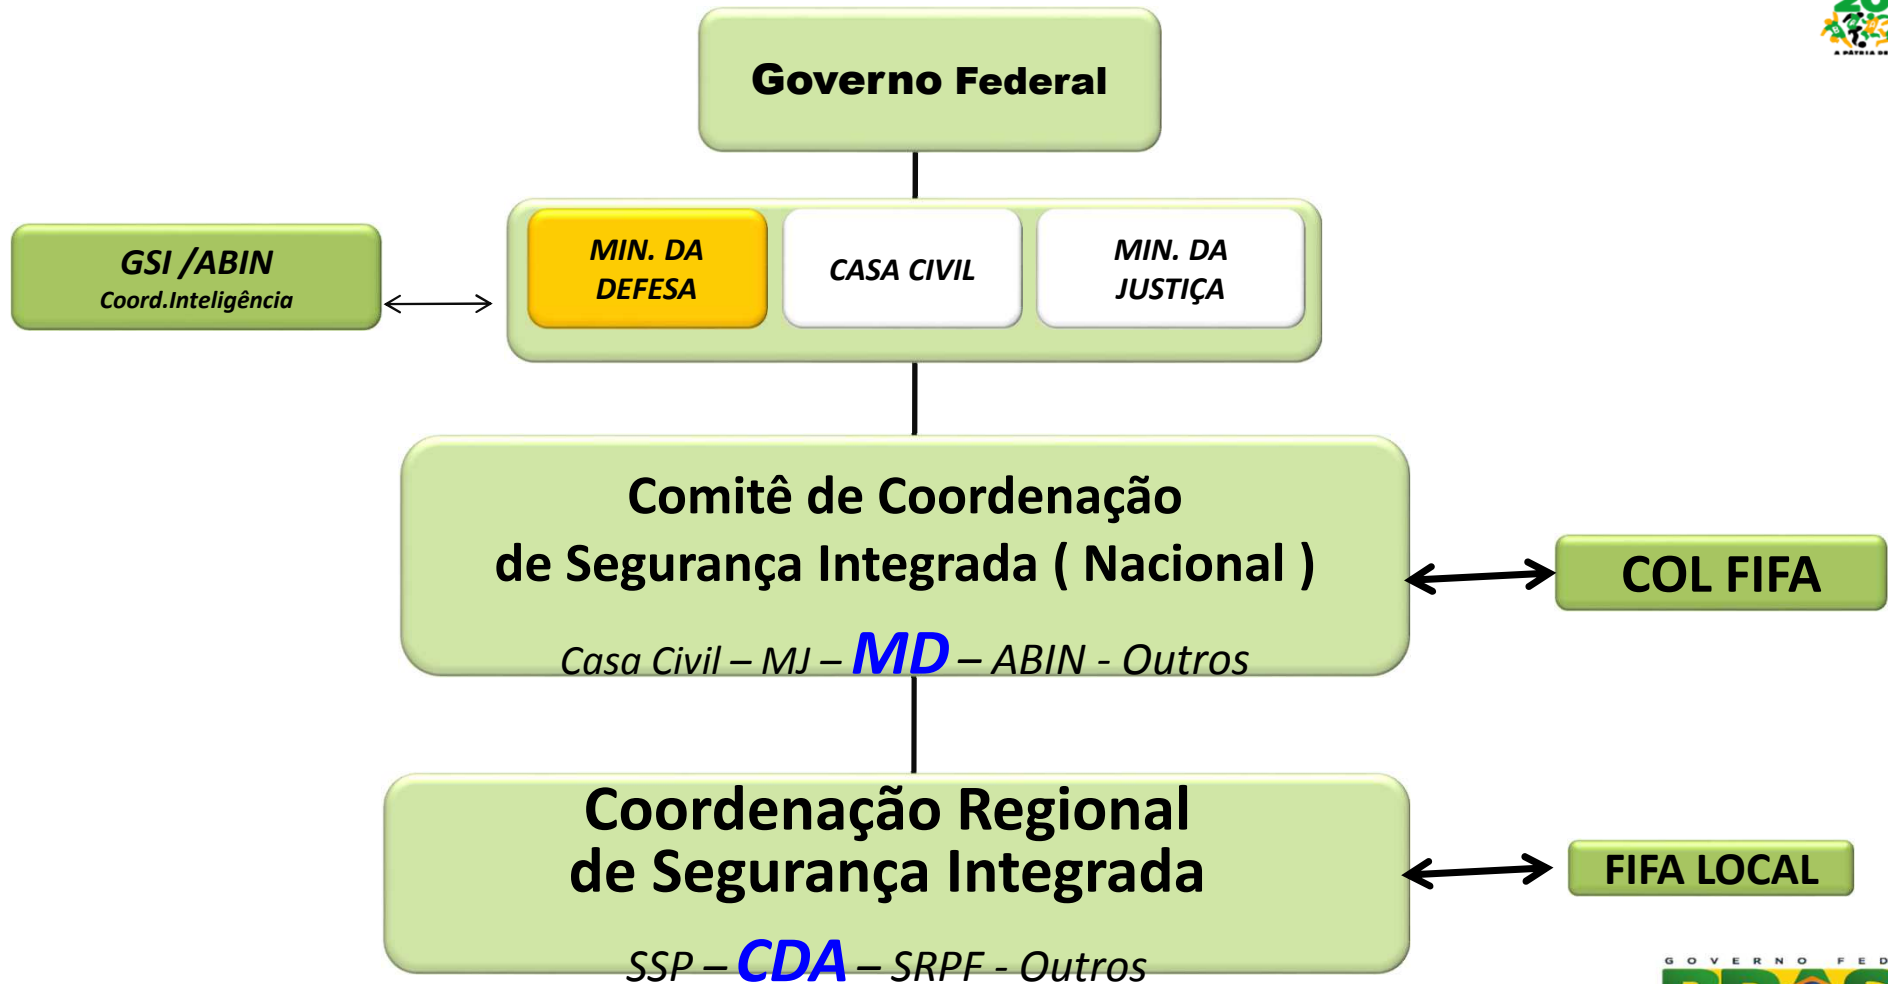 Governo Federal
GSI /ABIN
Coord.Inteligência
MIN. DA
DEFESA
CASA CIVIL
MIN. DA
JUSTIÇA
Comitê de Coordenação
de Segurança Integrada ( Nacional )
Casa Civil – MJ – MD – ABIN - Outros
COL FIFA
Coordenação Regional
de Segurança Integrada
SSP – CDA – SRPF - Outros
FIFA LOCAL
GOVERNO FED